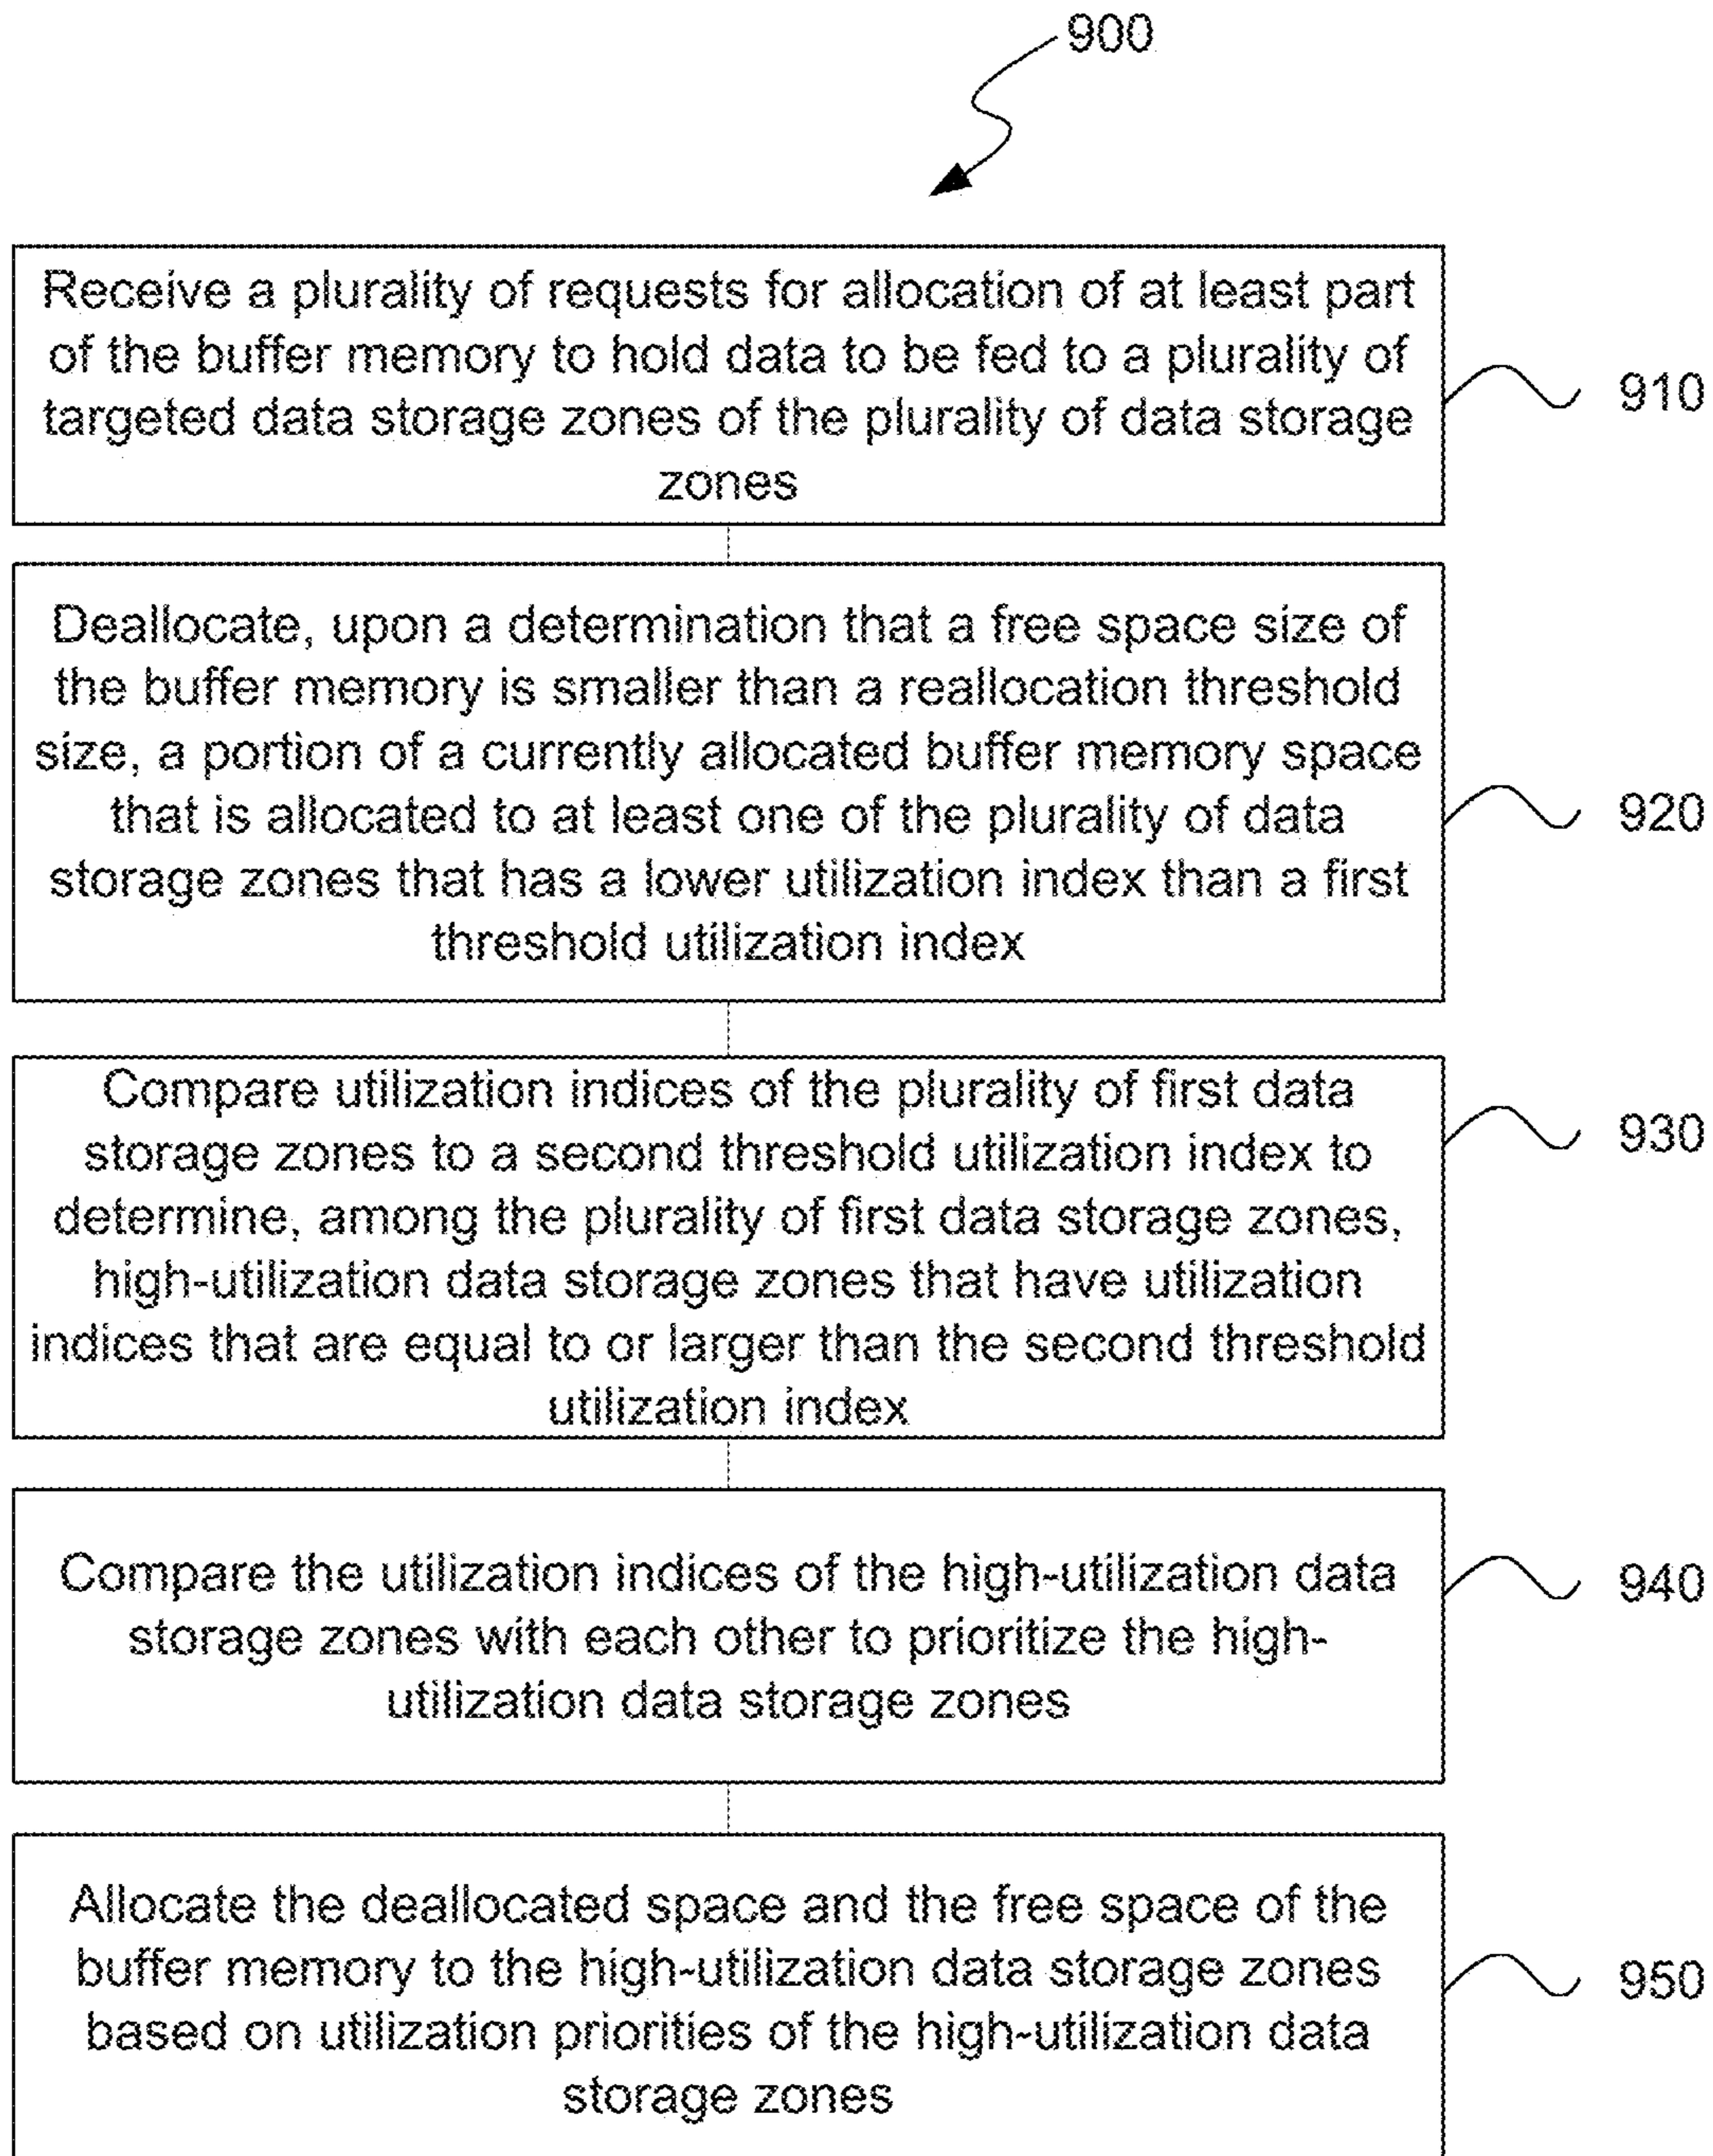 900
Receive a plurality of requests for allocation of at least part
of the buffer memory to hold data to be fed to a plurality of
targeted data storage zones of the plurality of data storage
zones
910
Deallocate, upon a determination that a free space size of
the buffer memory is smaller than a reallocation threshold
size, a portion of a currently allocated buffer memory space
that is allocated to at least one of the plurality of data
storage zones that has a lower utilization index than a first
threshold utilization index
920
Compare utilization indices of the plurality of first data
storage zones to a second threshold utilization index to
determine, among the plurality of first data storage zones,
high-utilization data storage zones that have utilization
indices that are equal to or larger than the second threshold
utilization index
930
Compare the utilization indices of the high-utilization data
storage zones with each other to prioritize the high-
utilization data storage zones
940
Allocate the deallocated space and the free space of the
buffer memory to the high-utilization data storage zones
based on utilization priorities of the high-utilization data
storage zones
950